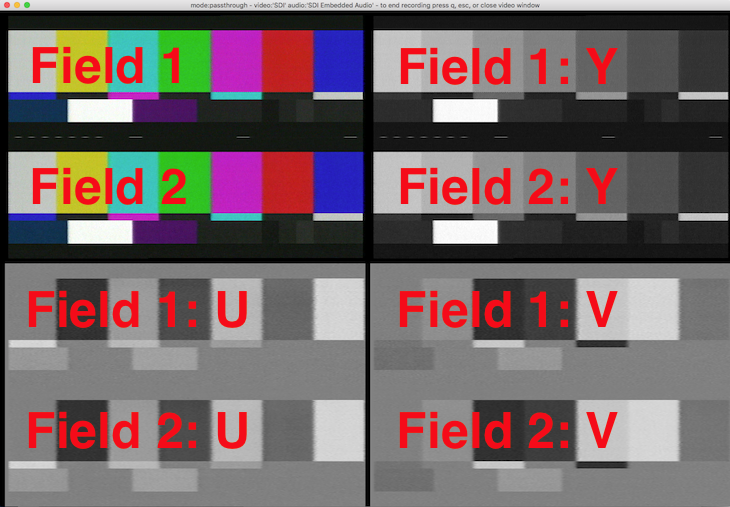 mode:passthrough - video:'SDI' audio:'SDI Embedded Audio' - to end recording press q, esc, or close video window
Field 1
Field 1: Y
Field 2
Field 2: Y
Field 1: U
Field 1: V
Field 2: U
Field 2: V